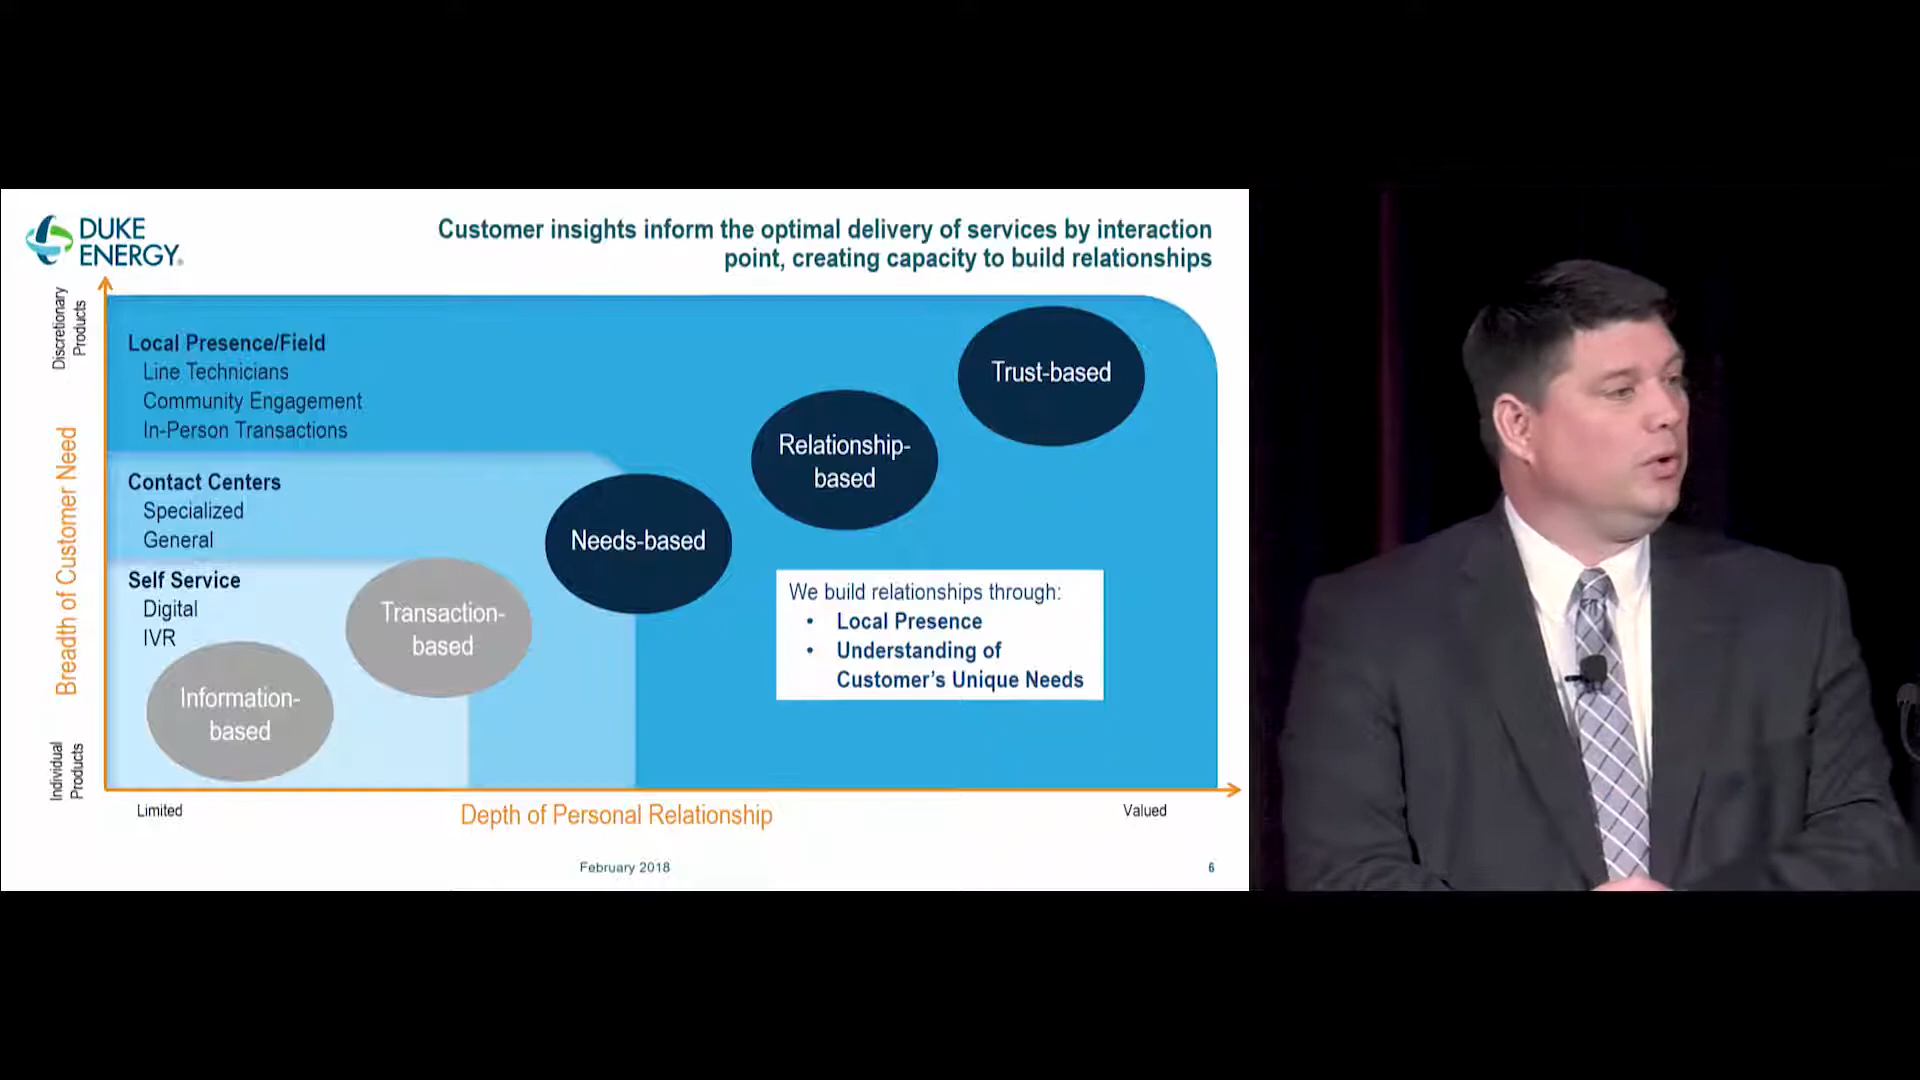 DUKE
ENERGY®
Customer insights inform the optimal delivery of services by interaction
point, creating capacity to build relationships
Discretionary
Products
Breadth of Customer Need
Individual
Products
Local Presence/Field
Line Technicians
Community Engagement
In-Person Transactions
Contact Centers
Specialized
General
Self Service
Digital
IVR
Information-
based
Transaction-
based
Needs-based
Relationship-
based
Trust-based
We build relationships through:
• Local Presence
• Understanding of
Customer's Unique Needs
Limited
Depth of Personal Relationship
Valued
February 2018
6